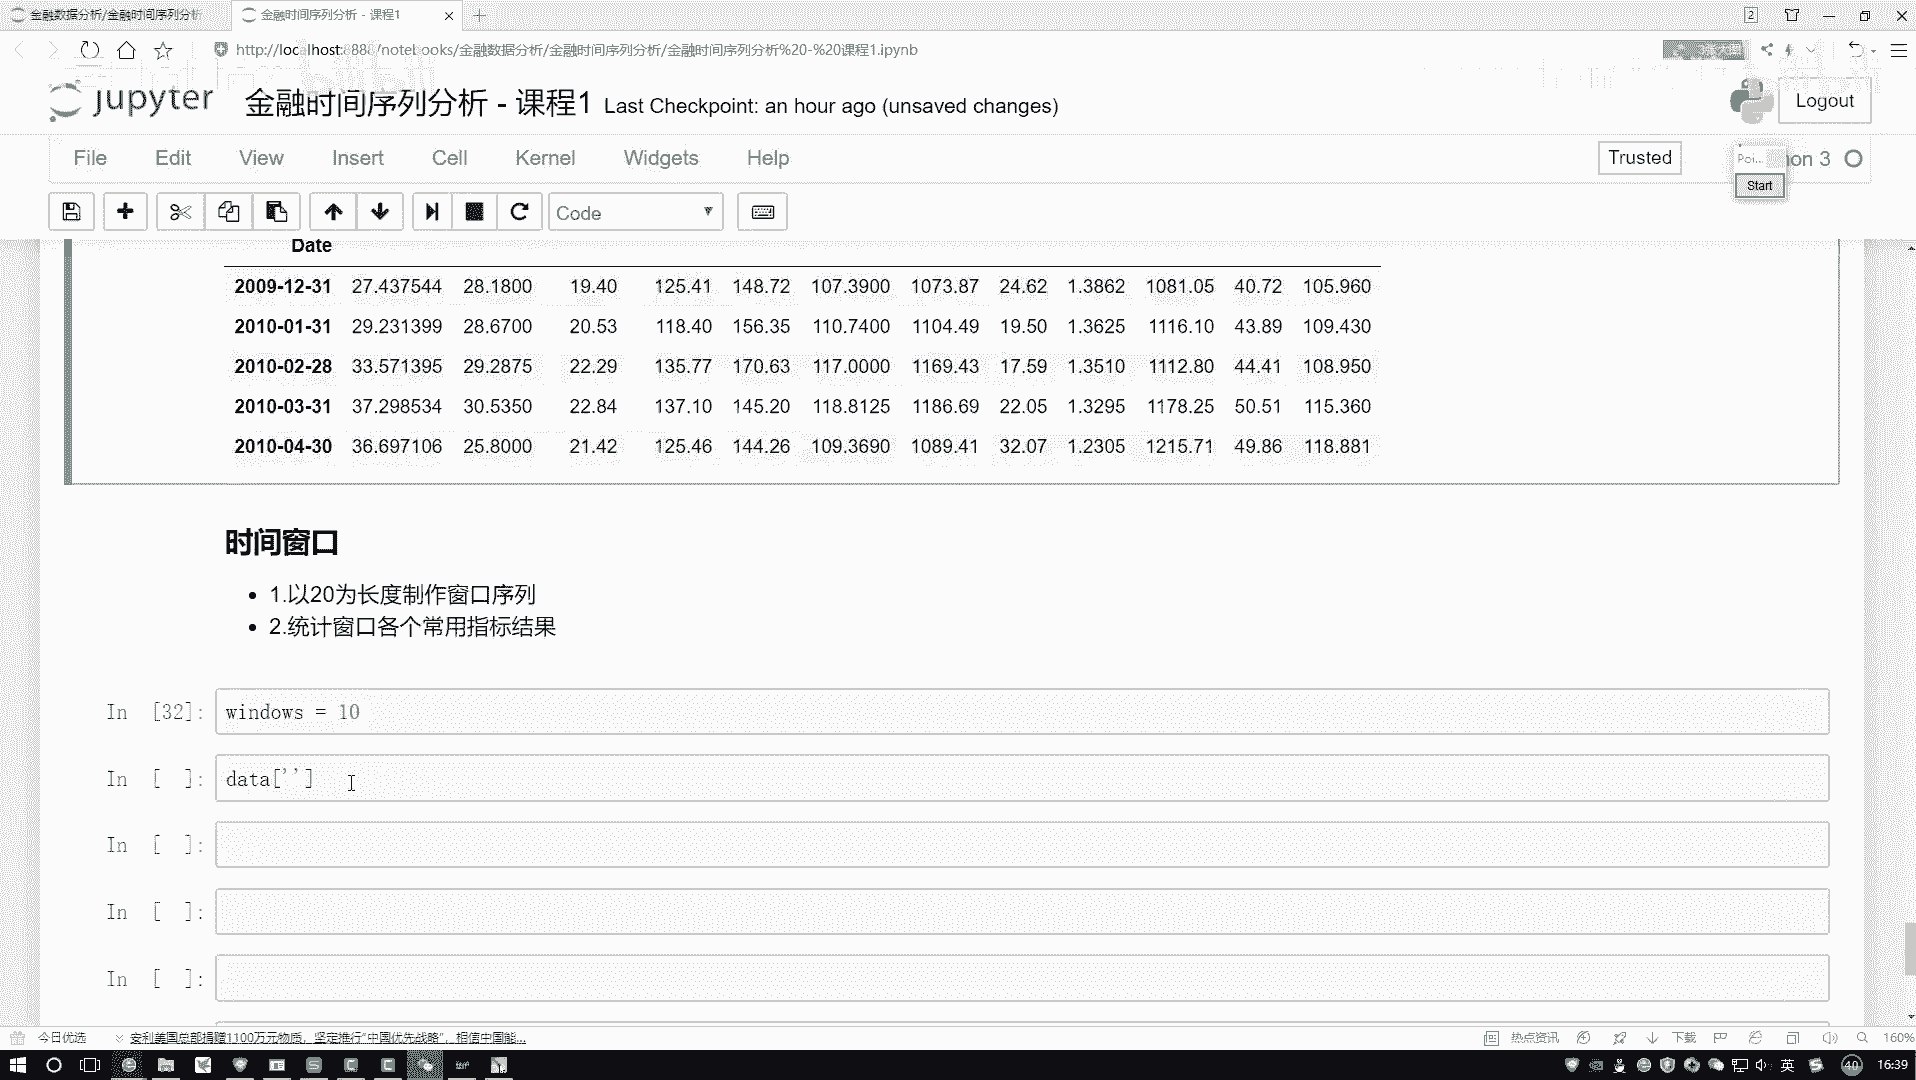 金融数据分析/金融时间序列分析
金融时间序列分析 - 课程1
2
http://localhost:8888/notebooks/金融数据分析/金融时间序列分析/金融时间序列分析%20-%20课程1.ipynb
jupyter 金融时间序列分析 - 课程1 Last Checkpoint: an hour ago (unsaved changes)
Logout
File Edit View Insert Cell Kernel Widgets Help
Trusted
Poi...
on 3
Start
Code
Date
2009-12-31 27.437544 28.1800 19.40 125.41 148.72 107.3900 1073.87 24.62 1.3862 1081.05 40.72 105.960
2010-01-31 29.231399 28.6700 20.53 118.40 156.35 110.7400 1104.49 19.50 1.3625 1116.10 43.89 109.430
2010-02-28 33.571395 29.2875 22.29 135.77 170.63 117.0000 1169.43 17.59 1.3510 1112.80 44.41 108.950
2010-03-31 37.298534 30.5350 22.84 137.10 145.20 118.8125 1186.69 22.05 1.3295 1178.25 50.51 115.360
2010-04-30 36.697106 25.8000 21.42 125.46 144.26 109.3690 1089.41 32.07 1.2305 1215.71 49.86 118.881
时间窗口
1.以20为长度制作窗口序列
2.统计窗口各个常用指标结果
In [32]: windows = 10
In [ ]: data['']
In [ ]:
In [ ]:
In [ ]:
今日优选
安利美国总部捐赠1100万元物质，坚定推行“中国优先战略”，相信中国能...
热点资讯
下载
160%
英
40
16:39